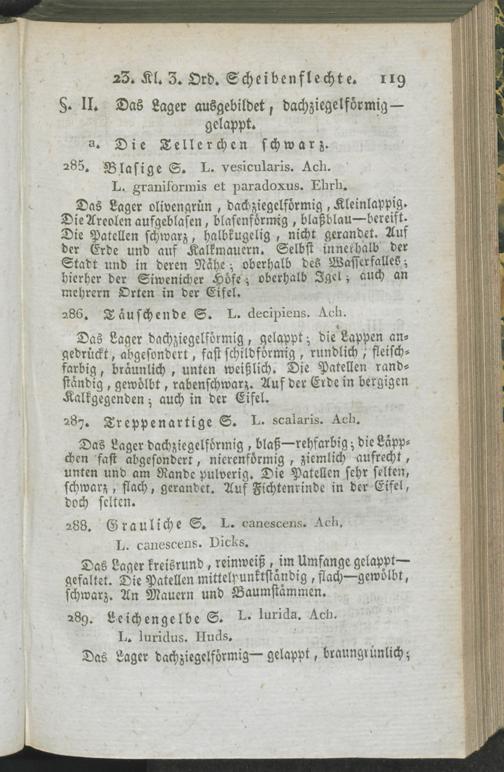 23. Kl. 3. Ord. Scheibenflechte. 119
§. II. Das Lager ausgebildet, dachziegelförmig—
gelappt.
a. Die Tellerchen schwarz.
285. Blasige S. L. vesicularis. Ach.
L. graniformis et paradoxus. Ehrh.
Das Lager olivengrün, dachziegelförmig, kleinlappig.
Die Areolen aufgeblasen, blasenförmig, blaßblau—bereift.
Die Patellen schwarz, halbkugelig, nicht gerandet. Auf
der Erde und auf Kalkmauern. Selbst innerhalb der
Stadt und in deren Nähe; oberhalb des Wasserfalles;
hierher der Siwenicher Höfe; oberhalb Igel; auch an
mehrern Orten in der Eifel.
286. Täuschende S. L. decipiens. Ach.
Das Lager dachziegelförmig, gelappt; die Lappen an-
gedrückt, abgesondert, fast schildförmig, rundlich, fleisch-
farbig, bräunlich, unten weißlich. Die Patellen rand-
ständig, gewölbt, rabenschwarz. Auf der Erde in bergigen
Kalkgegenden; auch in der Eifel.
287. Treppenartige S. L. scalaris. Ach.
Das Lager dachziegelförmig, blaß—rehfarbig; die Läpp-
chen fast abgesondert, nierenförmig, ziemlich aufrecht,
unten und am Rande pulverig. Die Patellen sehr selten,
schwarz, flach, gerandet. Auf Fichtenrinde in der Eifel,
doch selten.
288. Grauliche S. L. canescens. Ach.
L. canescens. Dicks.
Das Lager kreisrund, reinweiß, im Umfange gelappt—
gefaltet. Die Patellen mittelpunktständig, flach—gewölbt,
schwarz. An Mauern und Baumstämmen.
289. Leichengelbe S. L. lurida. Ach.
L. luridus. Huds.
Das Lager dachziegelförmig— gelappt, braungrünlich;